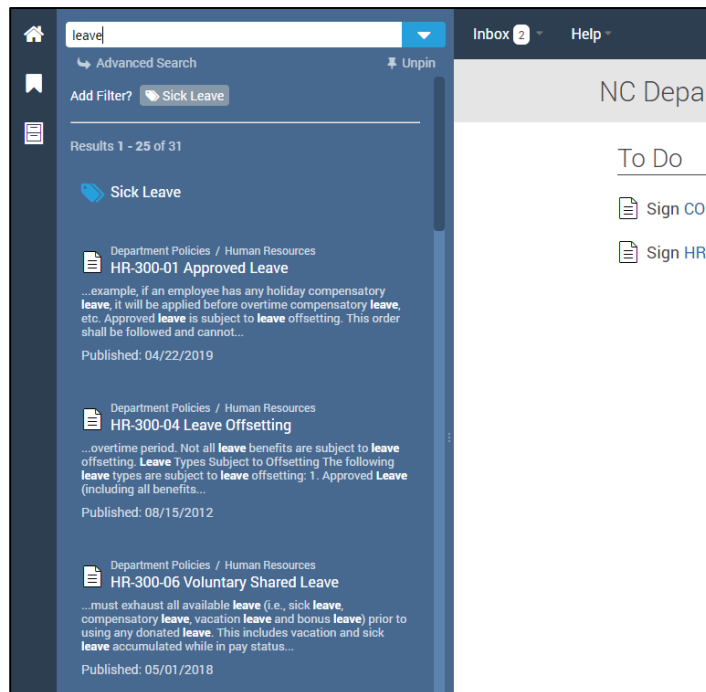 leave
Advanced Search
Unpin
Add Filter? Sick Leave
Results 1 - 25 of 31
Sick Leave
Department Policies / Human Resources
HR-300-01 Approved Leave
...example, if an employee has any holiday compensatory
leave, it will be applied before overtime compensatory leave,
etc. Approved leave is subject to leave offsetting. This order
shall be followed and cannot...
Published: 04/22/2019
Department Policies / Human Resources
HR-300-04 Leave Offsetting
...overtime period. Not all leave benefits are subject to leave
offsetting. Leave Types Subject to Offsetting The following
leave types are subject to leave offsetting: 1. Approved Leave
(including all benefits...
Published: 08/15/2012
Department Policies / Human Resources
HR-300-06 Voluntary Shared Leave
...must exhaust all available leave (i.e., sick leave,
compensatory leave, vacation leave and bonus leave) prior to
using any donated leave. This includes vacation and sick
leave accumulated while in pay status...
Published: 05/01/2018
Inbox 2
Help
NC Depa
To Do
Sign CO
Sign HR